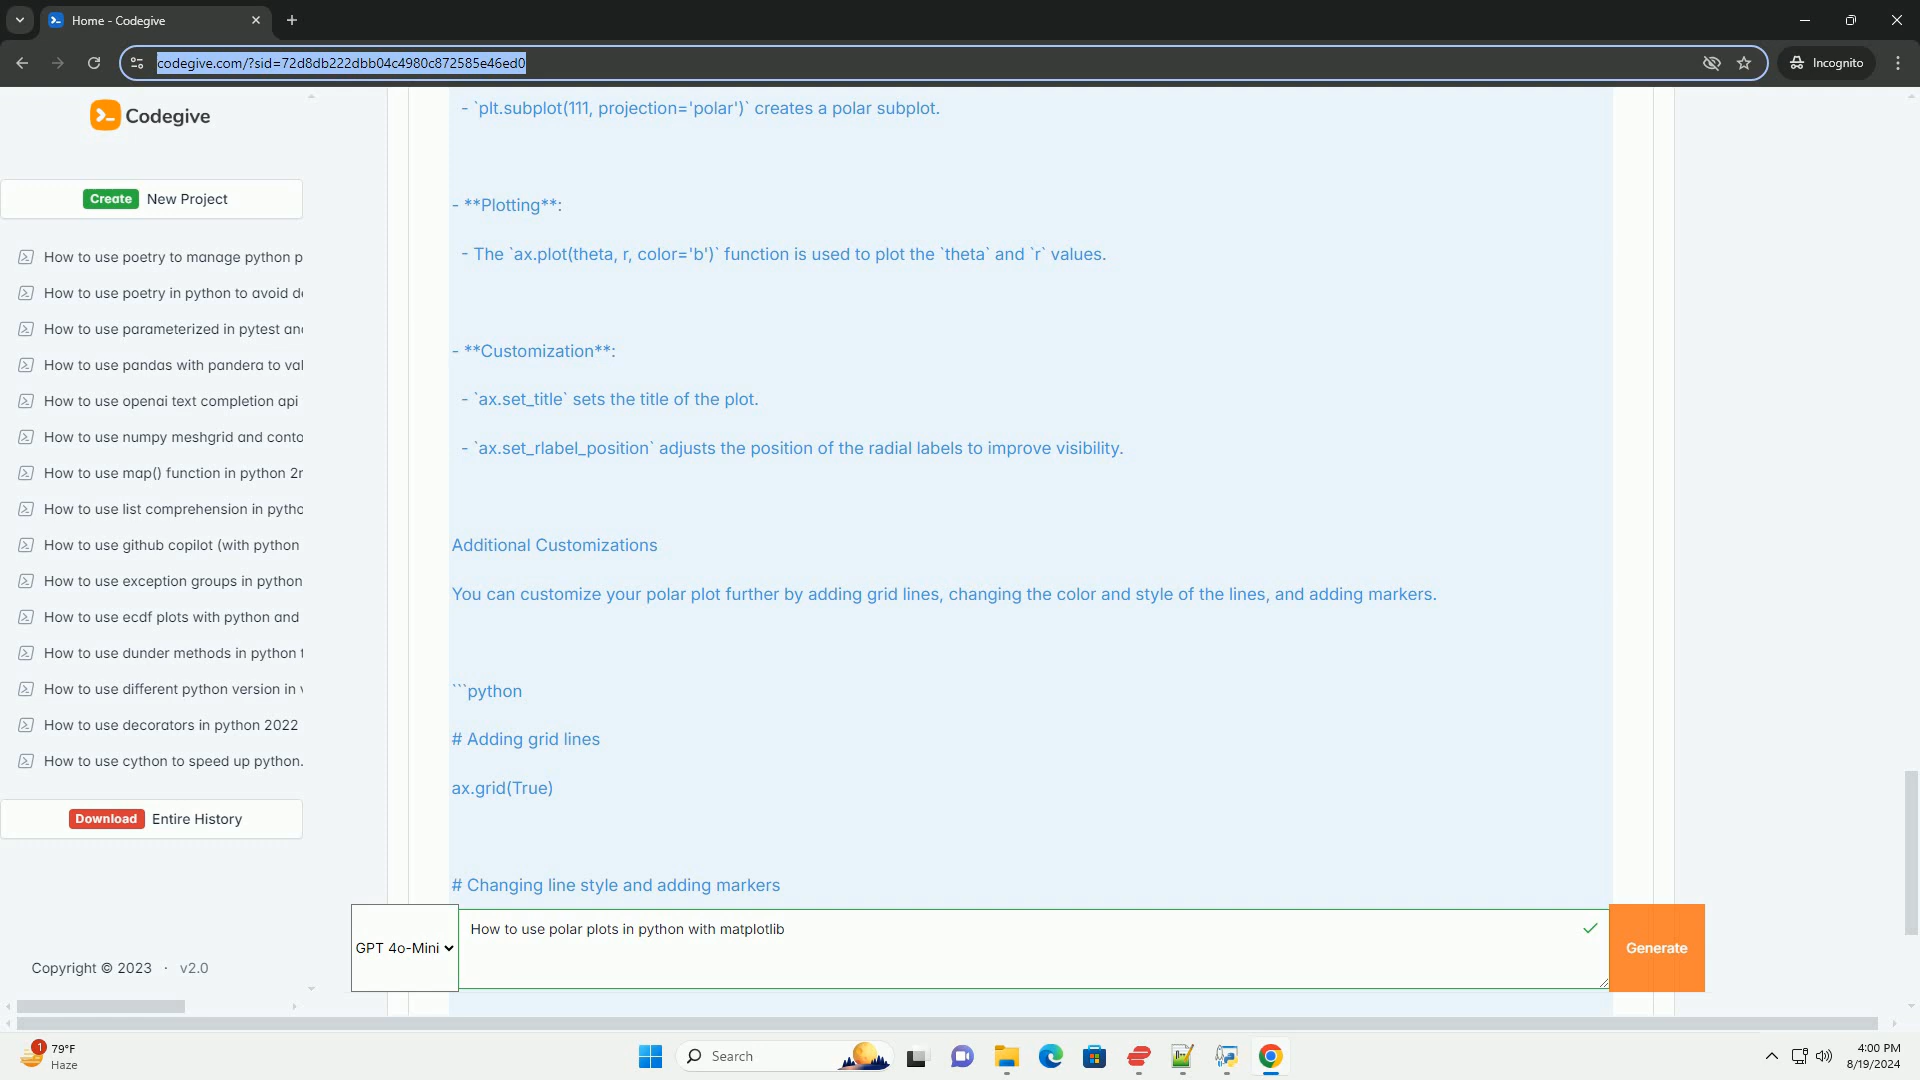 Home - Codegive
codegive.com/?sid=72d8db222dbb04c4980c872585e46ed0
Incognito
Codegive
Create New Project
How to use poetry to manage python p
How to use poetry in python to avoid de
How to use parameterized in pytest and
How to use pandas with pandera to val
How to use openai text completion api
How to use numpy meshgrid and conto
How to use map() function in python 2r
How to use list comprehension in pytho
How to use github copilot (with python
How to use exception groups in python
How to use ecdf plots with python and
How to use dunder methods in python t
How to use different python version in v
How to use decorators in python 2022
How to use cython to speed up python.
Download Entire History
Copyright © 2023 · v2.0
- `plt.subplot(111, projection='polar')` creates a polar subplot.
- **Plotting**:
- The `ax.plot(theta, r, color='b')` function is used to plot the `theta` and `r` values.
- **Customization**:
- `ax.set_title` sets the title of the plot.
- `ax.set_rlabel_position` adjusts the position of the radial labels to improve visibility.
Additional Customizations
You can customize your polar plot further by adding grid lines, changing the color and style of the lines, and adding markers.
```python
# Adding grid lines
ax.grid(True)
# Changing line style and adding markers
GPT 4o-Mini
How to use polar plots in python with matplotlib
Generate
1
79°F
Haze
Search
4:00 PM
8/19/2024